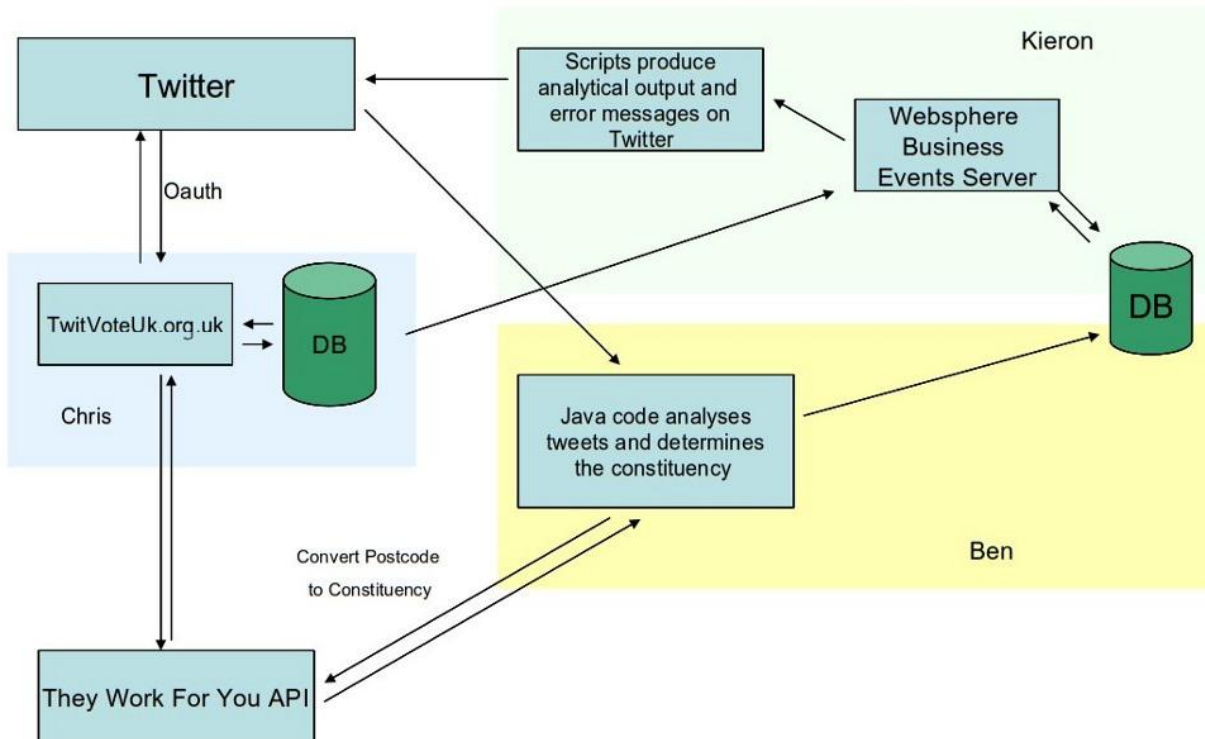 Kieron
Twitter
Scripts produce
analytical output and
error messages on
Twitter
Websphere
Business
Events Server
Oauth
TwitVoteUk.org.uk
DB
DB
Chris
Java code analyses
tweets and determines
the constituency
Convert Postcode
to Constituency
Ben
They Work For You API